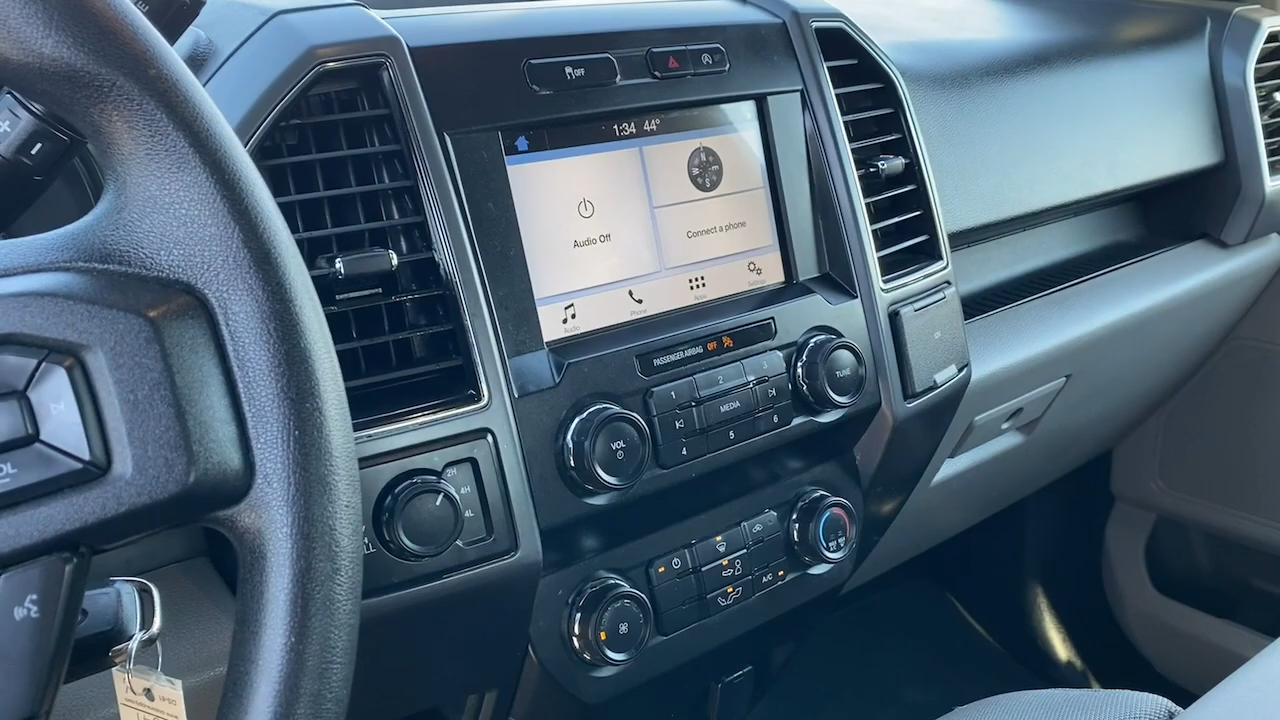 OFF
1:34 44°
N
W E
S
Audio Off
Connect a phone
Audio
Phone
Apps
Settings
PASSENGER AIRBAG OFF
1 2 3
MEDIA
4 5 6
VOL
TUNE
2H
4H
4L
A/C
X
OL